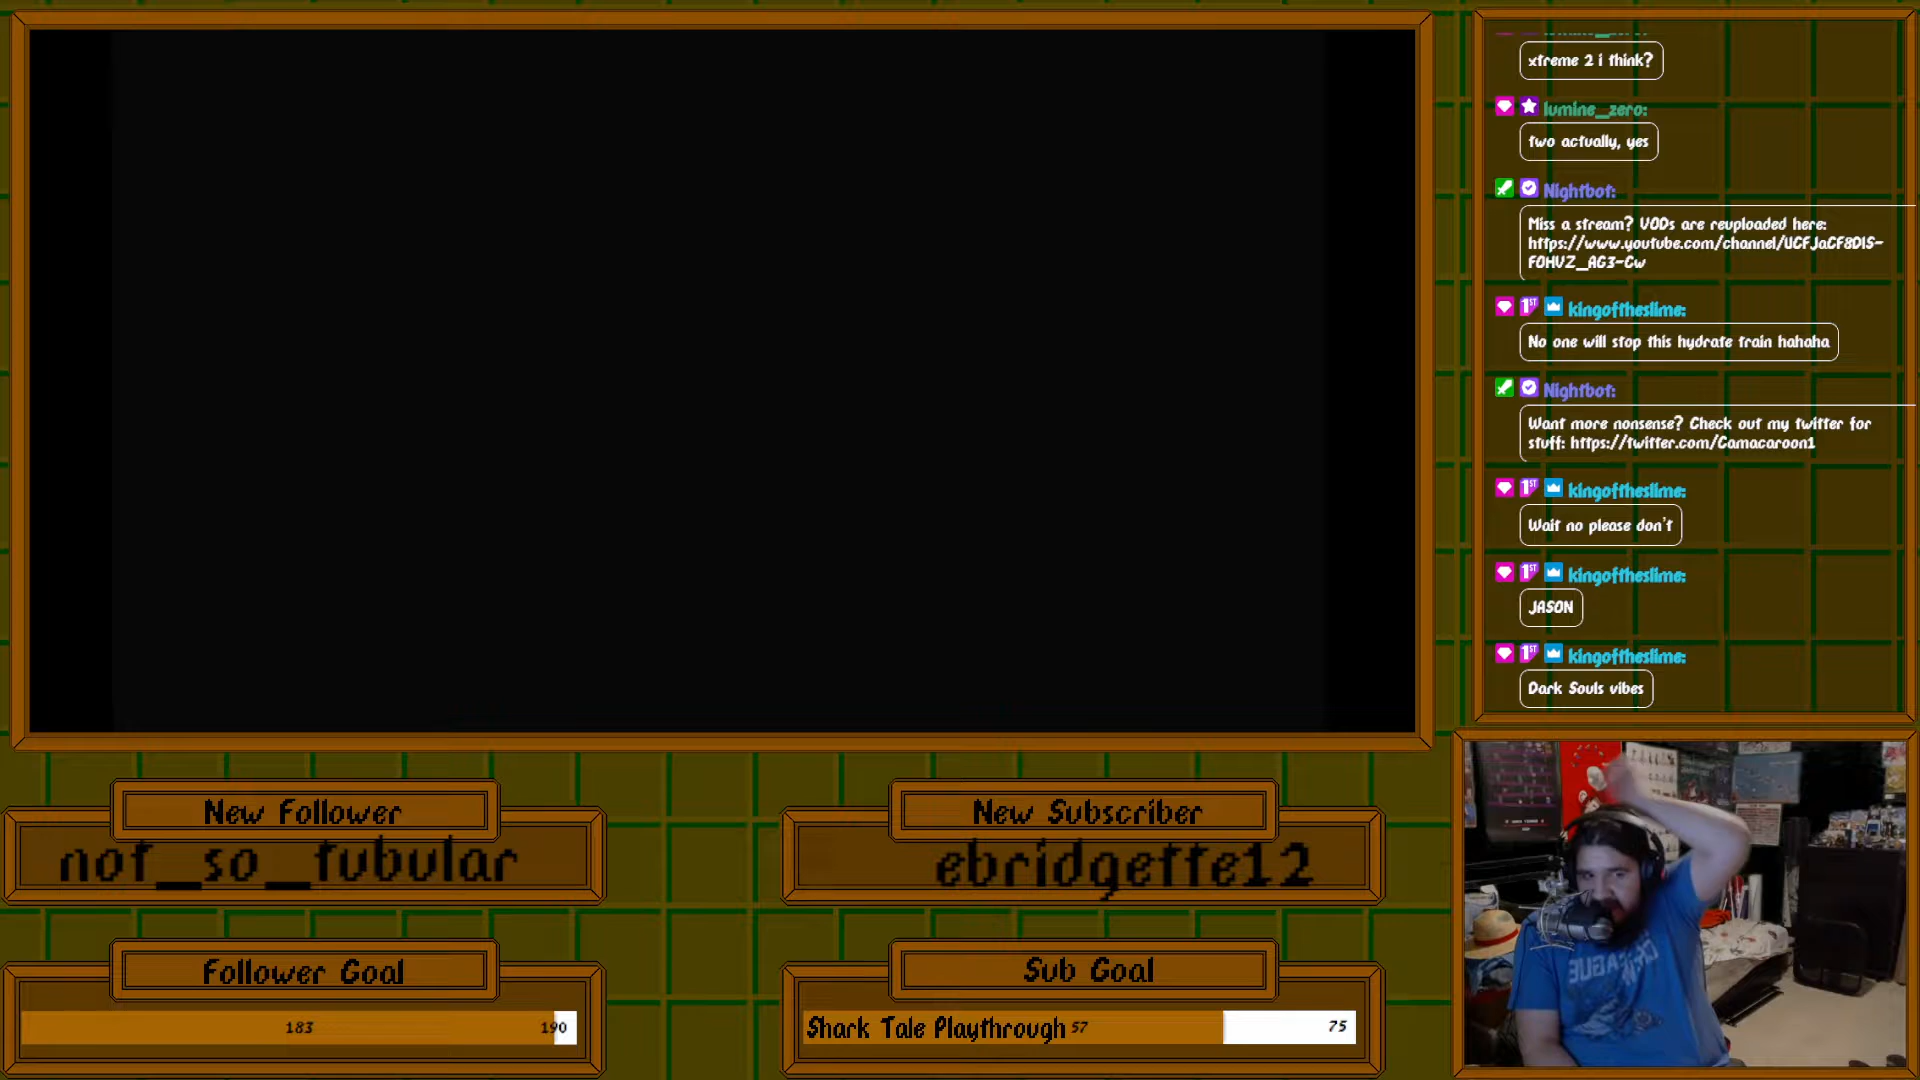 xtreme 2 i think?
lumine_zero:
two actually, yes
Nightbot:
Miss a stream? VODs are reuploaded here:
https://www.youtube.com/channel/UCFJaCF8DIS-
FOHVZ_AG3-Cw
kingoftheslime:
No one will stop this hydrate train hahaha
Nightbot:
Want more nonsense? Check out my twitter for
stuff: https://twitter.com/Camacaroon1
kingoftheslime:
Wait no please don't
kingoftheslime:
JASON
kingoftheslime:
Dark Souls vibes
New Follower
not_so_tubular
New Subscriber
ebridgette12
Follower Goal
183 190
Sub Goal
Shark Tale Playthrough 57 75